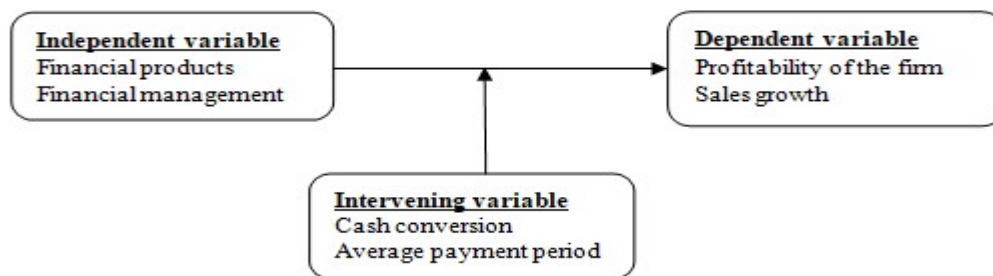 Independent variable
Financial products
Financial management
Dependent variable
Profitability of the firm
Sales growth
Intervening variable
Cash conversion
Average payment period